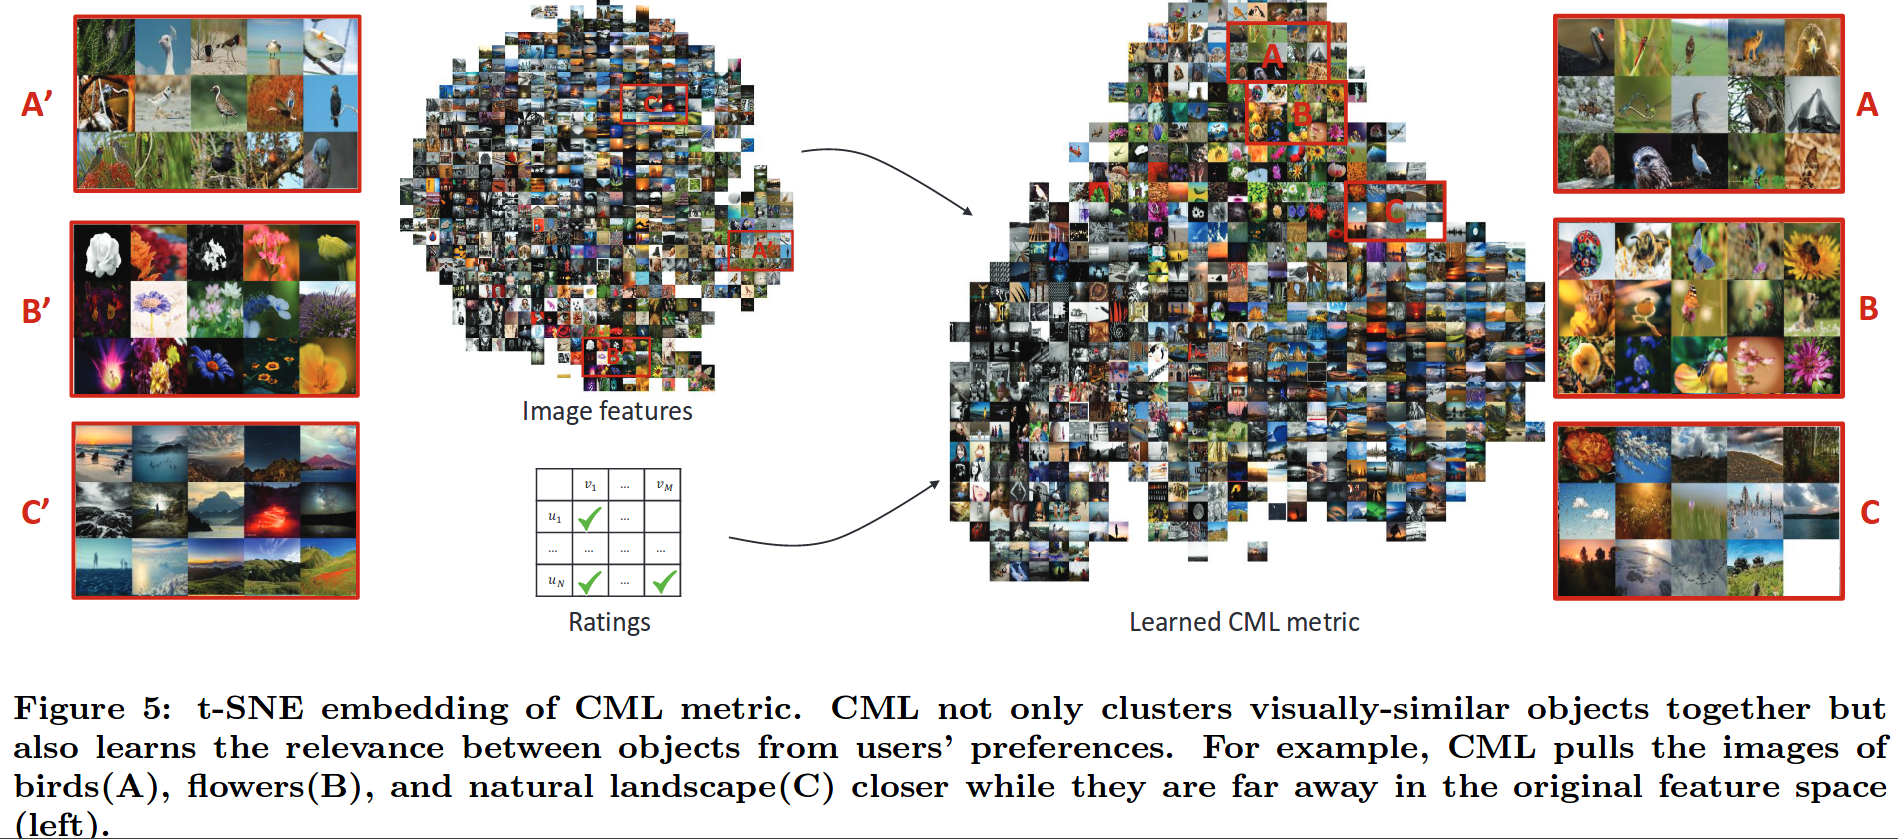 A’
B’
C’
C’
A’
B’
Image features
v₁ ... v_M
u₁ ...
... ... ... ...
u_N ...
Ratings
A
B
C
Learned CML metric
A
B
C
Figure 5: t-SNE embedding of CML metric. CML not only clusters visually-similar objects together but
also learns the relevance between objects from users’ preferences. For example, CML pulls the images of
birds(A), flowers(B), and natural landscape(C) closer while they are far away in the original feature space
(left).